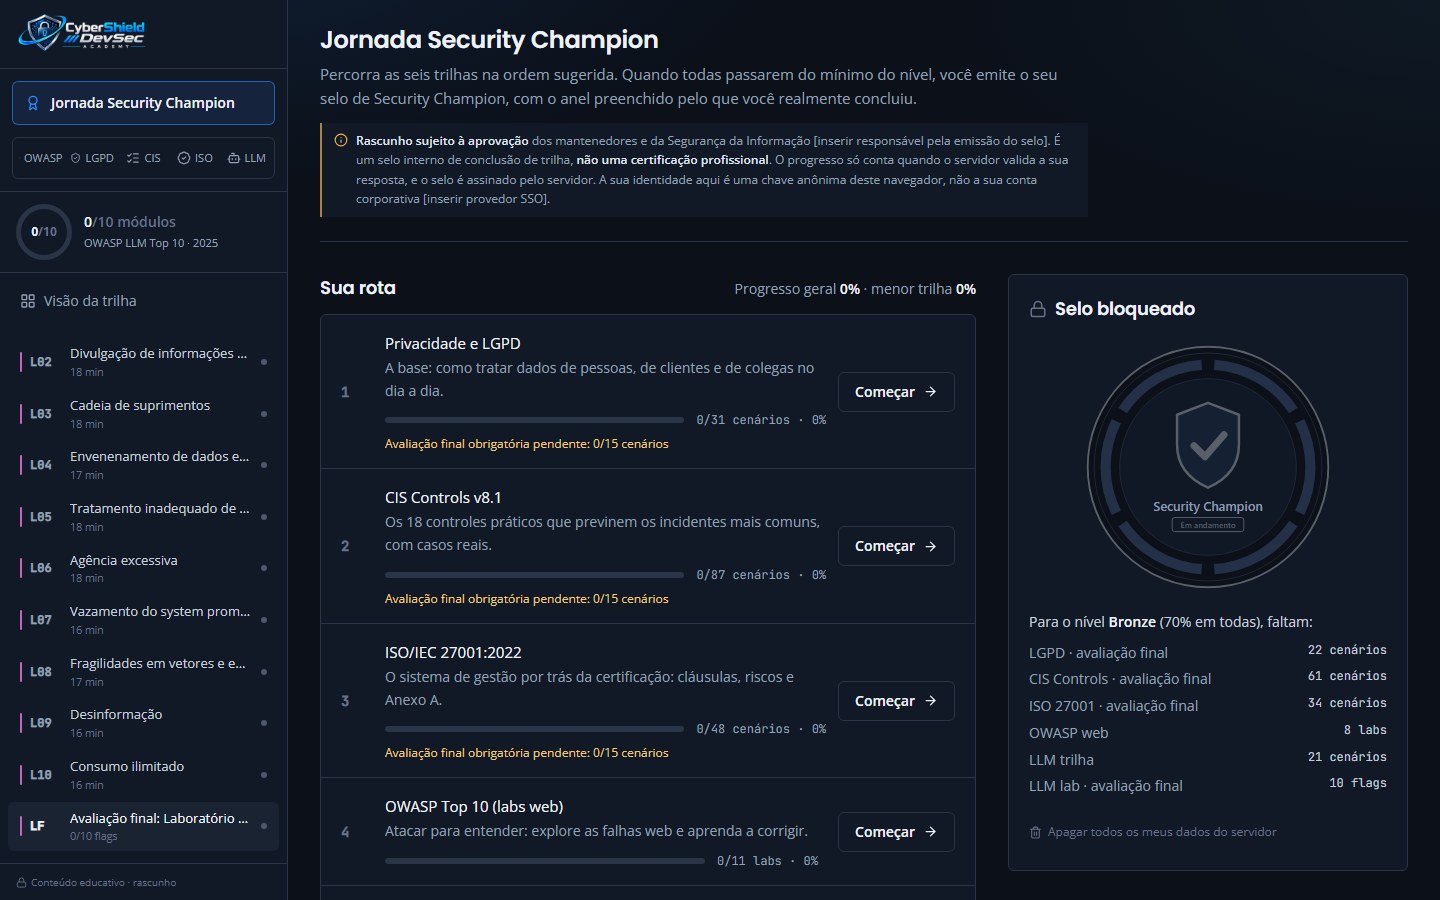 CyberShield
DevSec
ACADEMY
Jornada Security Champion
OWASP
LGPD
CIS
ISO
LLM
0/10
0/10 módulos
OWASP LLM Top 10 · 2025
Visão da trilha
L02
Divulgação de informações ...
18 min
L03
Cadeia de suprimentos
18 min
L04
Envenenamento de dados e...
17 min
L05
Tratamento inadequado de ...
18 min
L06
Agência excessiva
18 min
L07
Vazamento do system prom...
16 min
L08
Fragilidades em vetores e e...
17 min
L09
Desinformação
16 min
L10
Consumo ilimitado
16 min
LF
Avaliação final: Laboratório ...
0/10 flags
Conteúdo educativo · rascunho
Jornada Security Champion
Percorra as seis trilhas na ordem sugerida. Quando todas passarem do mínimo do nível, você emite o seu
selo de Security Champion, com o anel preenchido pelo que você realmente concluiu.
Rascunho sujeito à aprovação dos mantenedores e da Segurança da Informação [inserir responsável pela emissão do selo]. É
um selo interno de conclusão de trilha, não uma certificação profissional. O progresso só conta quando o servidor valida a sua
resposta, e o selo é assinado pelo servidor. A sua identidade aqui é uma chave anônima deste navegador, não a sua conta
corporativa [inserir provedor SSO].
Sua rota
Progresso geral 0% · menor trilha 0%
1
Privacidade e LGPD
A base: como tratar dados de pessoas, de clientes e de colegas no
dia a dia.
0/31 cenários · 0%
Avaliação final obrigatória pendente: 0/15 cenários
Começar
2
CIS Controls v8.1
Os 18 controles práticos que previnem os incidentes mais comuns,
com casos reais.
0/87 cenários · 0%
Avaliação final obrigatória pendente: 0/15 cenários
Começar
3
ISO/IEC 27001:2022
O sistema de gestão por trás da certificação: cláusulas, riscos e
Anexo A.
0/48 cenários · 0%
Avaliação final obrigatória pendente: 0/15 cenários
Começar
4
OWASP Top 10 (labs web)
Atacar para entender: explore as falhas web e aprenda a corrigir.
0/11 labs · 0%
Começar
Selo bloqueado
Security Champion
Em andamento
Para o nível Bronze (70% em todas), faltam:
LGPD · avaliação final 22 cenários
CIS Controls · avaliação final 61 cenários
ISO 27001 · avaliação final 34 cenários
OWASP web 8 labs
LLM trilha 21 cenários
LLM lab · avaliação final 10 flags
Apagar todos os meus dados do servidor